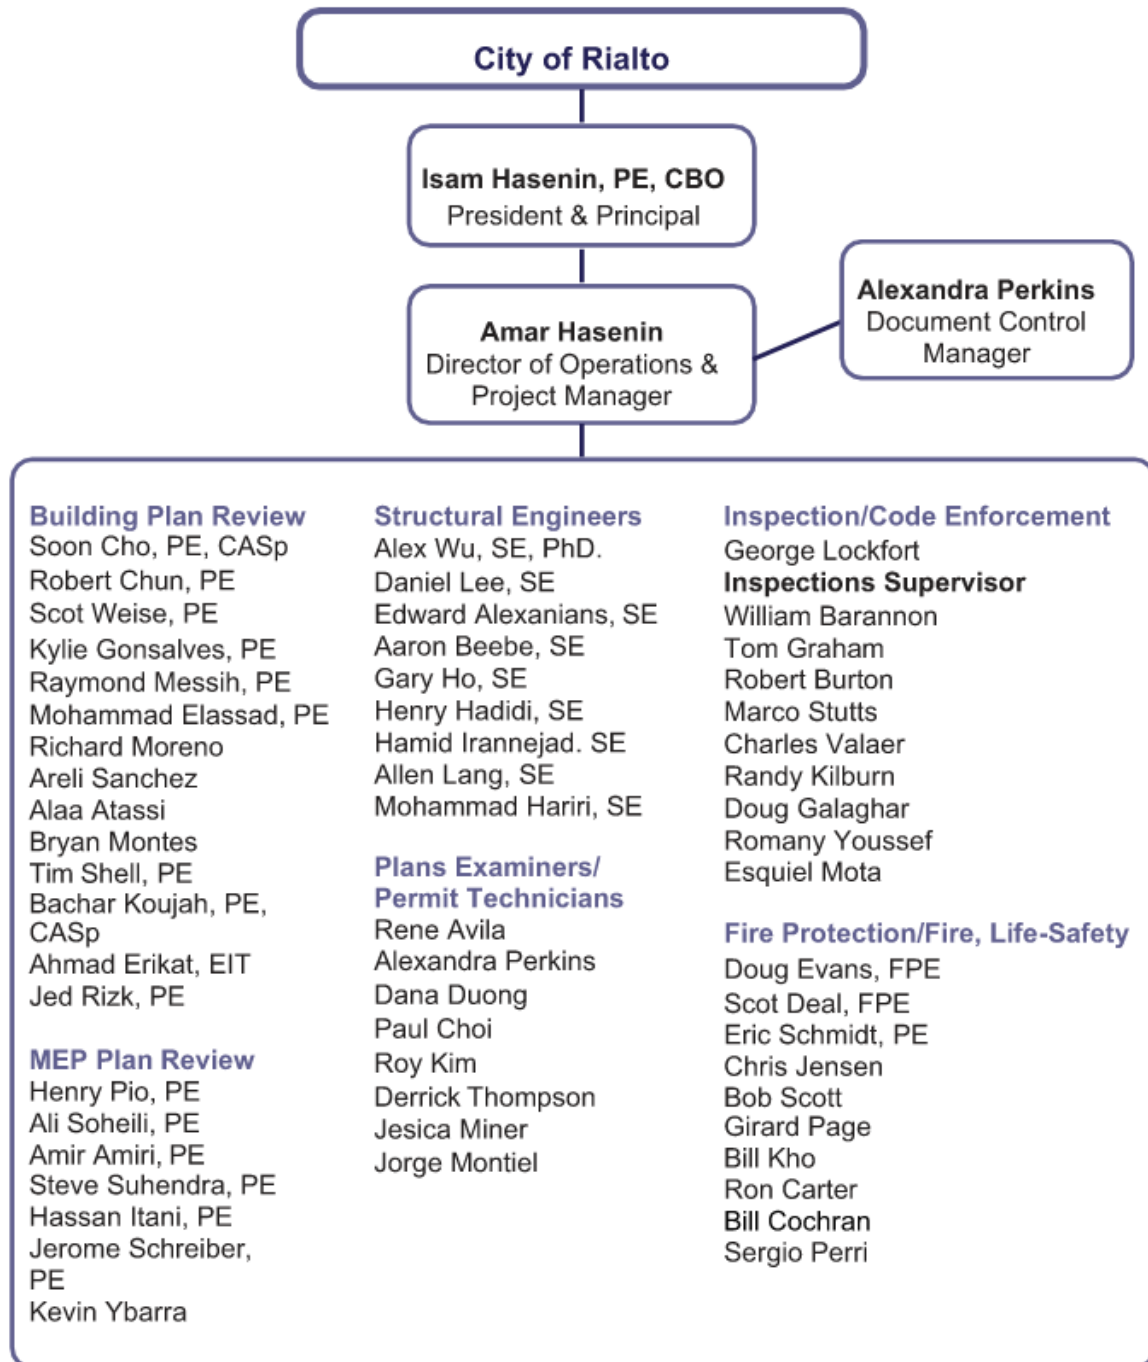 City of Rialto
Isam Hasenin, PE, CBO
President & Principal
Amar Hasenin
Director of Operations &
Project Manager
Alexandra Perkins
Document Control
Manager
Building Plan Review
Soon Cho, PE, CASp
Robert Chun, PE
Scot Weise, PE
Kylie Gonsalves, PE
Raymond Messih, PE
Mohammad Elassad, PE
Richard Moreno
Areli Sanchez
Alaa Atassi
Bryan Montes
Tim Shell, PE
Bachar Koujah, PE,
CASp
Ahmad Erikat, EIT
Jed Rizk, PE
MEP Plan Review
Henry Pio, PE
Ali Soheili, PE
Amir Amiri, PE
Steve Suhendra, PE
Hassan Itani, PE
Jerome Schreiber,
PE
Kevin Ybarra
Structural Engineers
Alex Wu, SE, PhD.
Daniel Lee, SE
Edward Alexanians, SE
Aaron Beebe, SE
Gary Ho, SE
Henry Hadidi, SE
Hamid Irannejad. SE
Allen Lang, SE
Mohammad Hariri, SE
Plans Examiners/
Permit Technicians
Rene Avila
Alexandra Perkins
Dana Duong
Paul Choi
Roy Kim
Derrick Thompson
Jesica Miner
Jorge Montiel
Inspection/Code Enforcement
George Lockfort
Inspections Supervisor
William Barannon
Tom Graham
Robert Burton
Marco Stutts
Charles Valaer
Randy Kilburn
Doug Galaghar
Romany Youssef
Esquiel Mota
Fire Protection/Fire, Life-Safety
Doug Evans, FPE
Scot Deal, FPE
Eric Schmidt, PE
Chris Jensen
Bob Scott
Girard Page
Bill Kho
Ron Carter
Bill Cochran
Sergio Perri